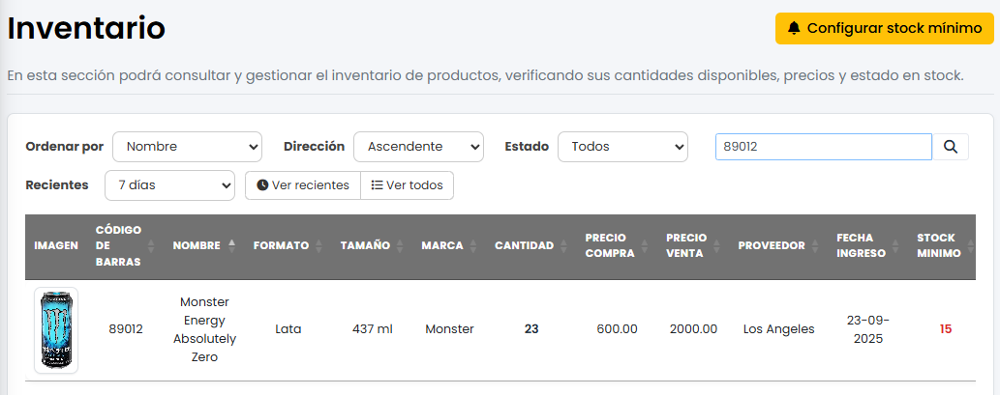 Inventario
Configurar stock mínimo
En esta sección podrá consultar y gestionar el inventario de productos, verificando sus cantidades disponibles, precios y estado en stock.
Ordenar por Nombre Dirección Ascendente Estado Todos 89012
Recientes 7 días Ver recientes Ver todos
IMAGEN CÓDIGO DE BARRAS NOMBRE FORMATO TAMAÑO MARCA CANTIDAD PRECIO COMPRA PRECIO VENTA PROVEEDOR FECHA INGRESO STOCK MINIMO
89012 Monster Energy Absolutely Zero Lata 437 ml Monster 23 600.00 2000.00 Los Angeles 23-09-2025 15